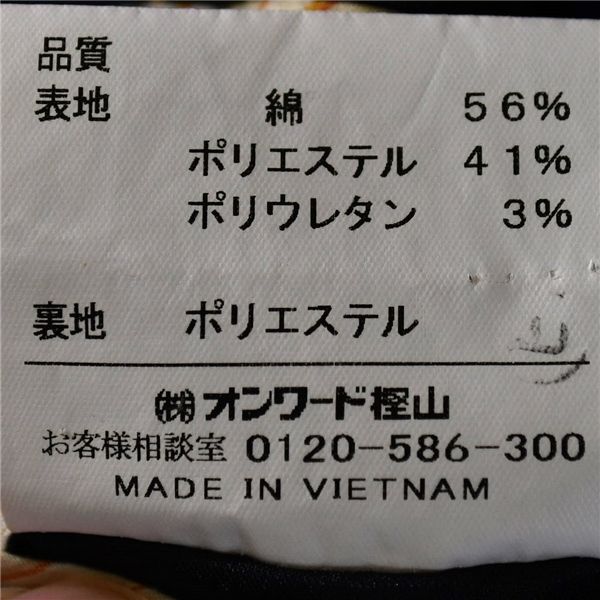 品質
表地 綿 56%
ポリエステル 41%
ポリウレタン 3%
裏地 ポリエステル
㈱オンワード樫山
お客様相談室 0120-586-300
MADE IN VIETNAM